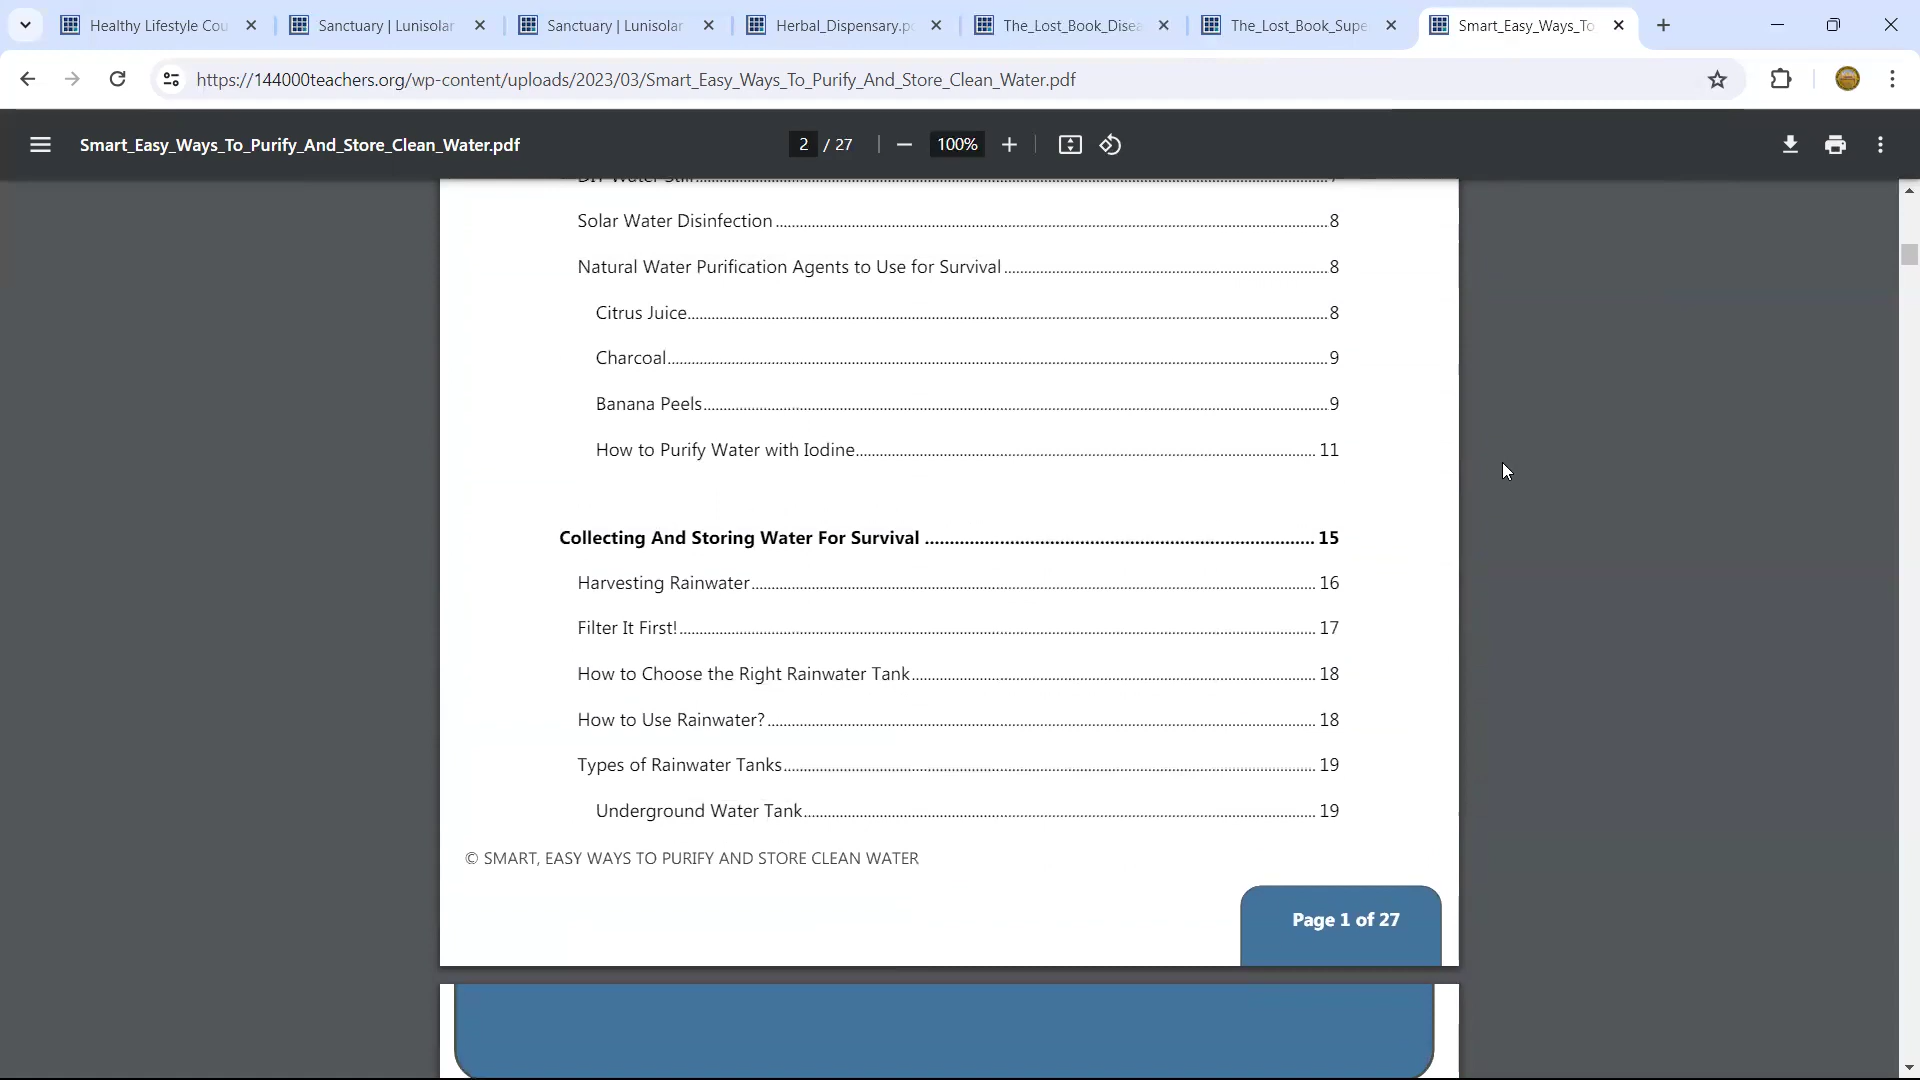 Healthy Lifestyle Cou
Sanctuary | Lunisolar
Sanctuary | Lunisolar
Herbal_Dispensary.p
The_Lost_Book_Disea
The_Lost_Book_Supe
Smart_Easy_Ways_To
https://144000teachers.org/wp-content/uploads/2023/03/Smart_Easy_Ways_To_Purify_And_Store_Clean_Water.pdf
Smart_Easy_Ways_To_Purify_And_Store_Clean_Water.pdf
2 / 27
100%
DIY Water Still 7
Solar Water Disinfection 8
Natural Water Purification Agents to Use for Survival 8
Citrus Juice 8
Charcoal 9
Banana Peels 9
How to Purify Water with Iodine 11
Collecting And Storing Water For Survival 15
Harvesting Rainwater 16
Filter It First! 17
How to Choose the Right Rainwater Tank 18
How to Use Rainwater? 18
Types of Rainwater Tanks 19
Underground Water Tank 19
© SMART, EASY WAYS TO PURIFY AND STORE CLEAN WATER
Page 1 of 27